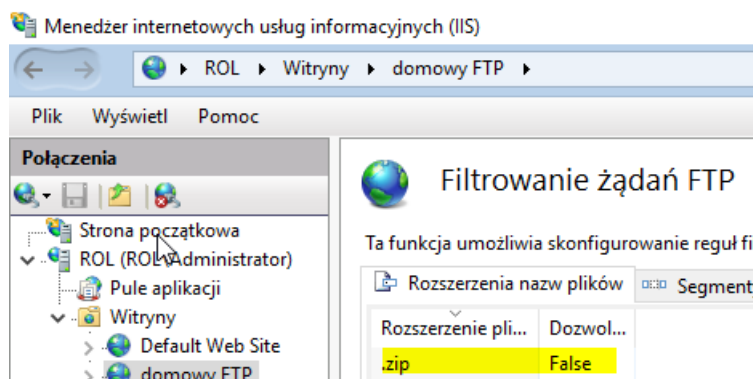 Menedżer internetowych usług informacyjnych (IIS)
ROL Witryny domowy FTP
Plik Wyświetl Pomoc
Połączenia
Strona początkowa
ROL (ROL\Administrator)
Pule aplikacji
Witryny
Default Web Site
domowy FTP
Filtrowanie żądań FTP
Ta funkcja umożliwia skonfigurowanie reguł fi
Rozszerzenia nazw plików Segment
Rozszerzenie pli... Dozwol...
.zip False